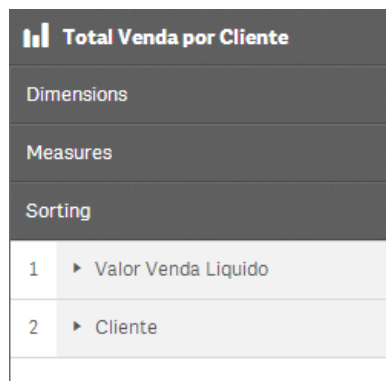 Total Venda por Cliente
Dimensions
Measures
Sorting
1 Valor Venda Liquido
2 Cliente